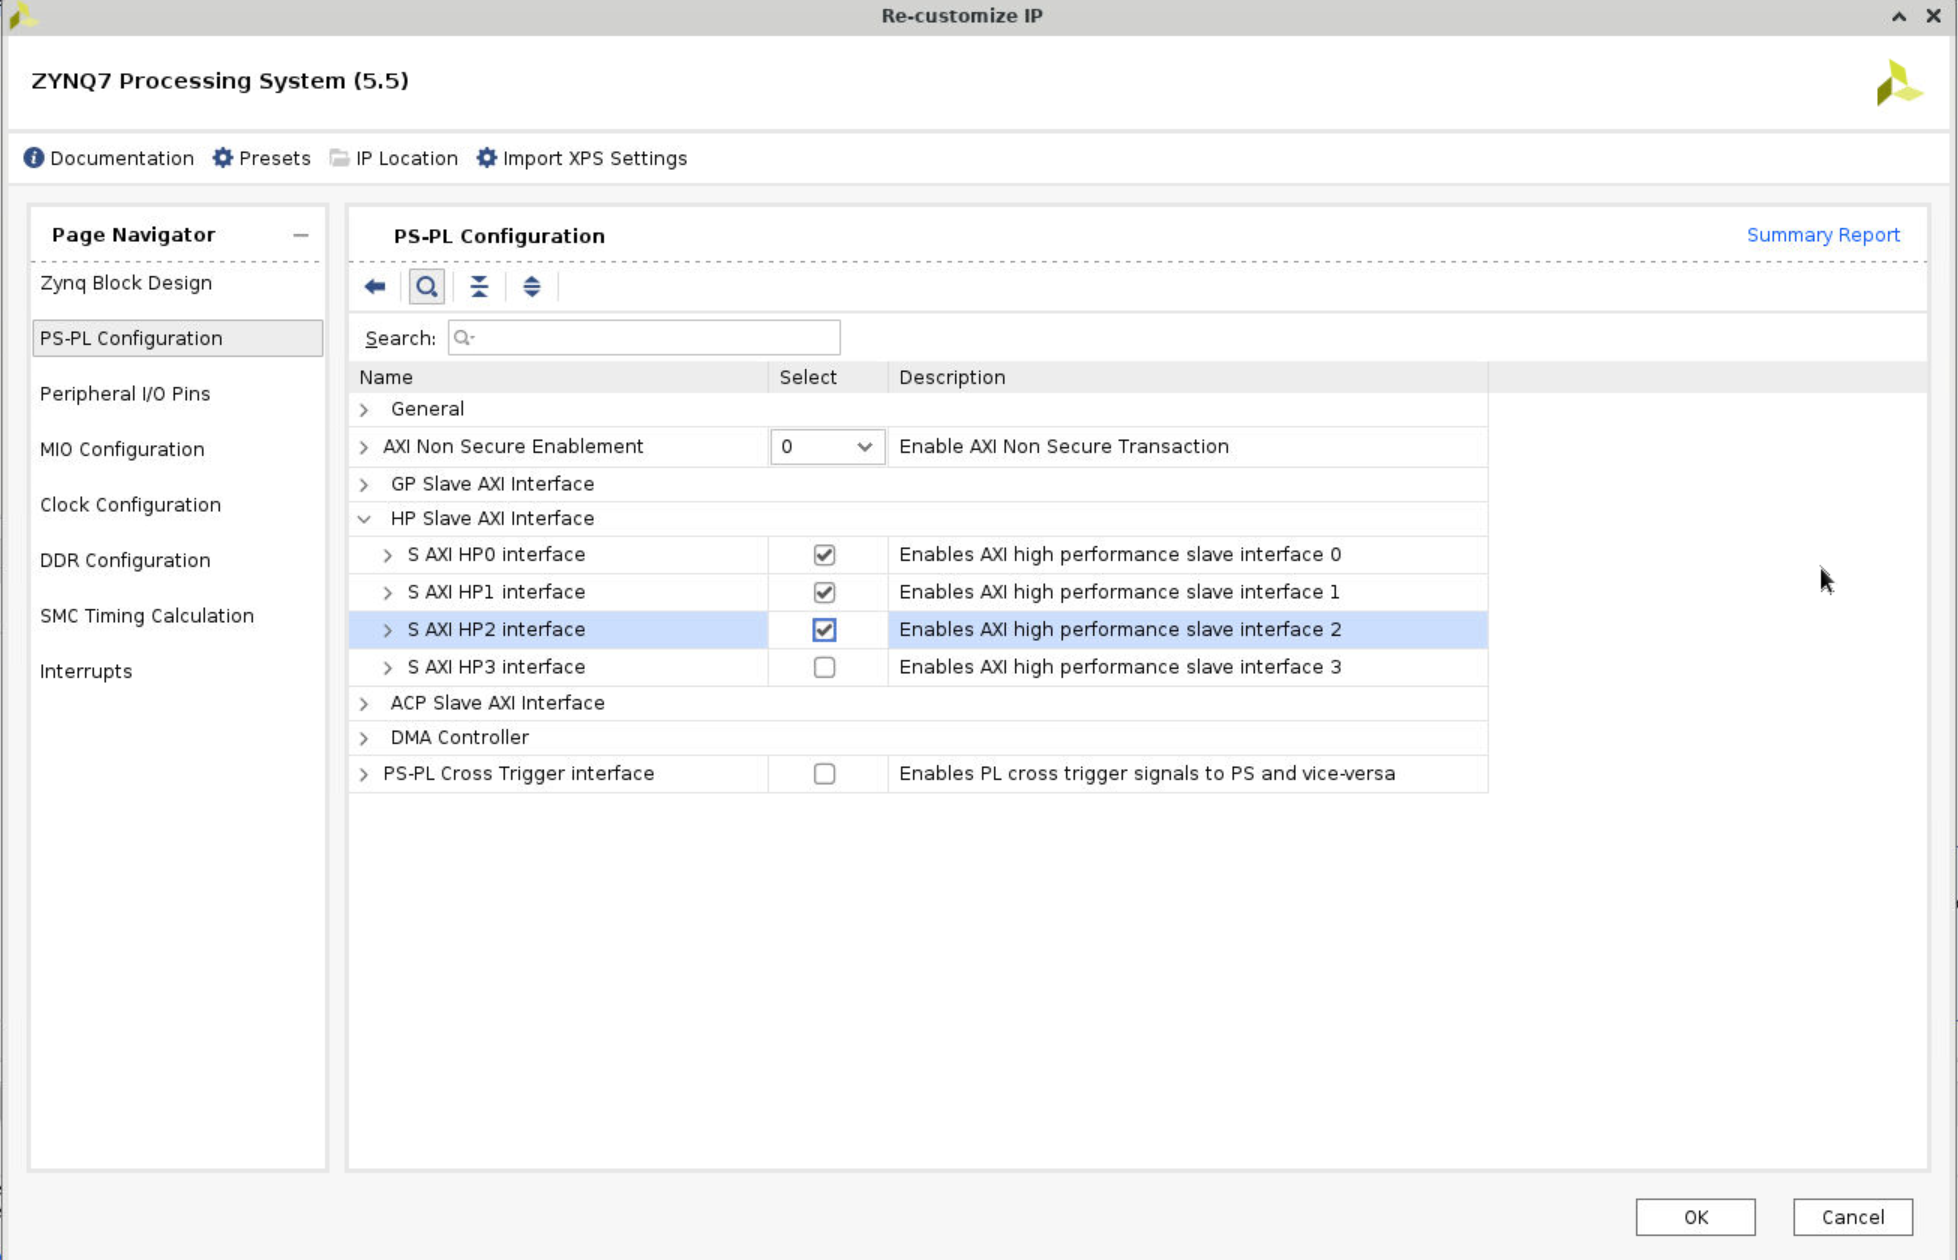 Re-customize IP
ZYNQ7 Processing System (5.5)
Documentation Presets IP Location Import XPS Settings
Page Navigator
Zynq Block Design
PS-PL Configuration
Peripheral I/O Pins
MIO Configuration
Clock Configuration
DDR Configuration
SMC Timing Calculation
Interrupts
PS-PL Configuration Summary Report
Search:
Name Select Description
General
AXI Non Secure Enablement 0 Enable AXI Non Secure Transaction
GP Slave AXI Interface
HP Slave AXI Interface
S AXI HP0 interface Enables AXI high performance slave interface 0
S AXI HP1 interface Enables AXI high performance slave interface 1
S AXI HP2 interface Enables AXI high performance slave interface 2
S AXI HP3 interface Enables AXI high performance slave interface 3
ACP Slave AXI Interface
DMA Controller
PS-PL Cross Trigger interface Enables PL cross trigger signals to PS and vice-versa
OK Cancel